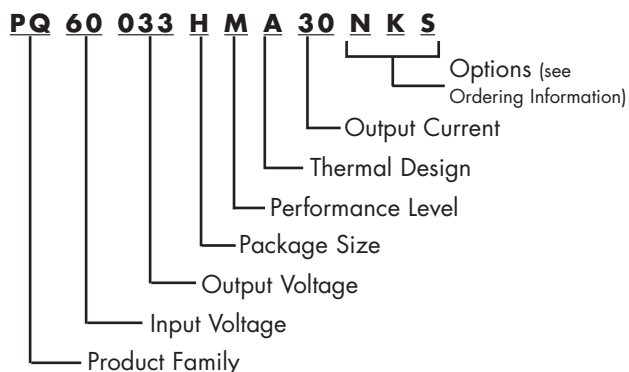 PQ 60 033 H M A 30 N K S
Options (see
Ordering Information)
Output Current
Thermal Design
Performance Level
Package Size
Output Voltage
Input Voltage
Product Family